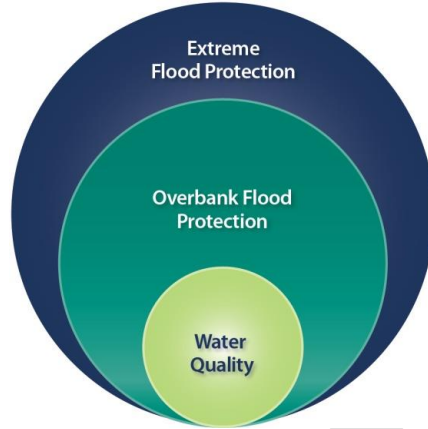 Extreme
Flood Protection
Overbank Flood
Protection
Water
Quality